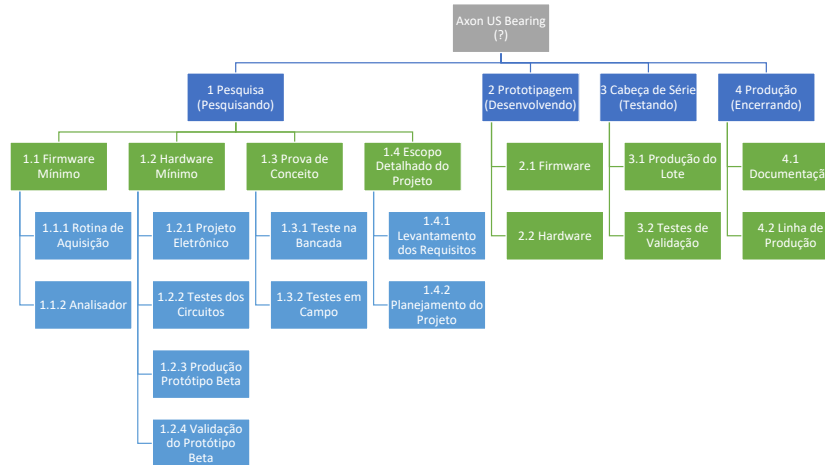 Axon US Bearing
(?)
1 Pesquisa
(Pesquisando)
2 Prototipagem
(Desenvolvendo)
3 Cabeça de Série
(Testando)
4 Produção
(Encerrando)
1.1 Firmware
Mínimo
1.2 Hardware
Mínimo
1.3 Prova de
Conceito
1.4 Escopo
Detalhado do
Projeto
2.1 Firmware
3.1 Produção do
Lote
4.1
Documentação
1.1.1 Rotina de
Aquisição
1.2.1 Projeto
Eletrônico
1.3.1 Teste na
Bancada
1.4.1
Levantamento
dos Requisitos
2.2 Hardware
3.2 Testes de
Validação
4.2 Linha de
Produção
1.1.2 Analisador
1.2.2 Testes dos
Circuitos
1.3.2 Testes em
Campo
1.4.2
Planejamento do
Projeto
1.2.3 Produção
Protótipo Beta
1.2.4 Validação
do Protótipo
Beta